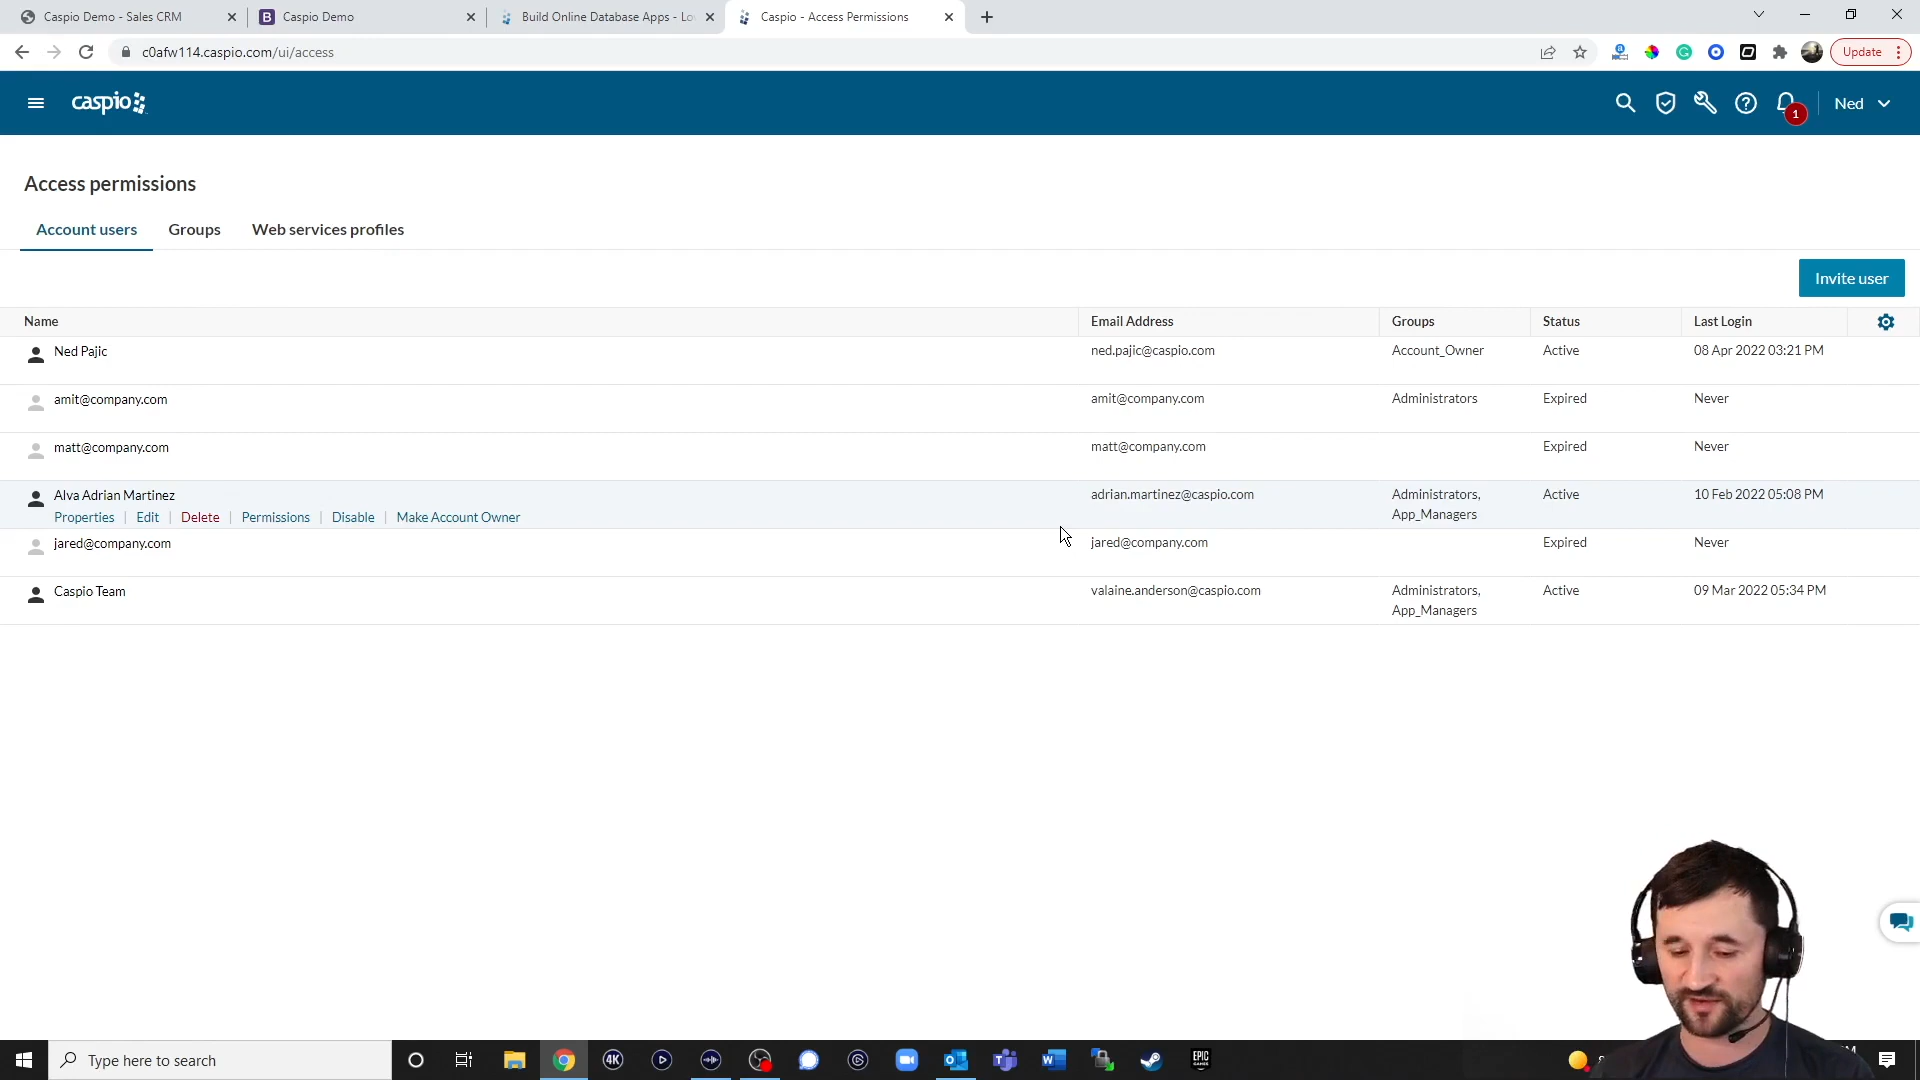 Caspio Demo - Sales CRM
Caspio Demo
Build Online Database Apps - Lo
Caspio - Access Permissions
c0afw114.caspio.com/ui/access
Update
caspio
1
Ned
Access permissions
Account users
Groups
Web services profiles
Invite user
Name
Email Address
Groups
Status
Last Login
Ned Pajic
ned.pajic@caspio.com
Account_Owner
Active
08 Apr 2022 03:21 PM
amit@company.com
amit@company.com
Administrators
Expired
Never
matt@company.com
matt@company.com
Expired
Never
Alva Adrian Martinez
adrian.martinez@caspio.com
Administrators,
App_Managers
Active
10 Feb 2022 05:08 PM
Properties | Edit | Delete | Permissions | Disable | Make Account Owner
jared@company.com
jared@company.com
Expired
Never
Caspio Team
valaine.anderson@caspio.com
Administrators,
App_Managers
Active
09 Mar 2022 05:34 PM
Type here to search
4K
EPIC
GAMES